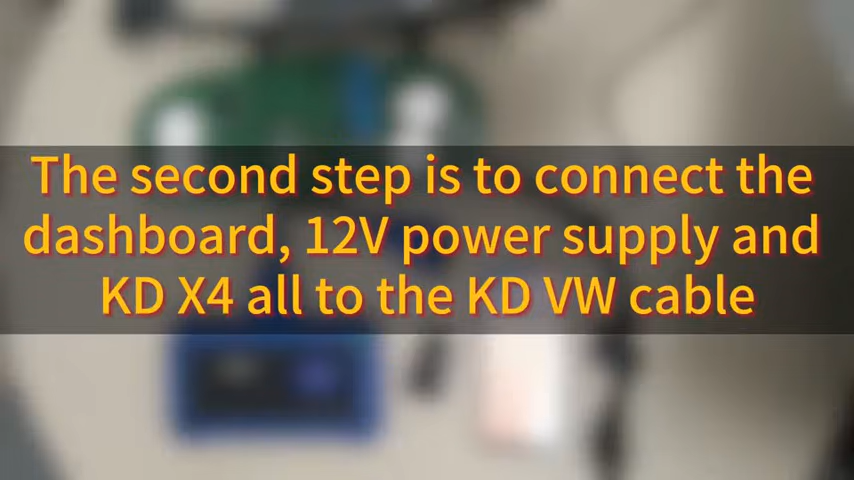 The second step is to connect the
dashboard, 12V power supply and
KD X4 all to the KD VW cable